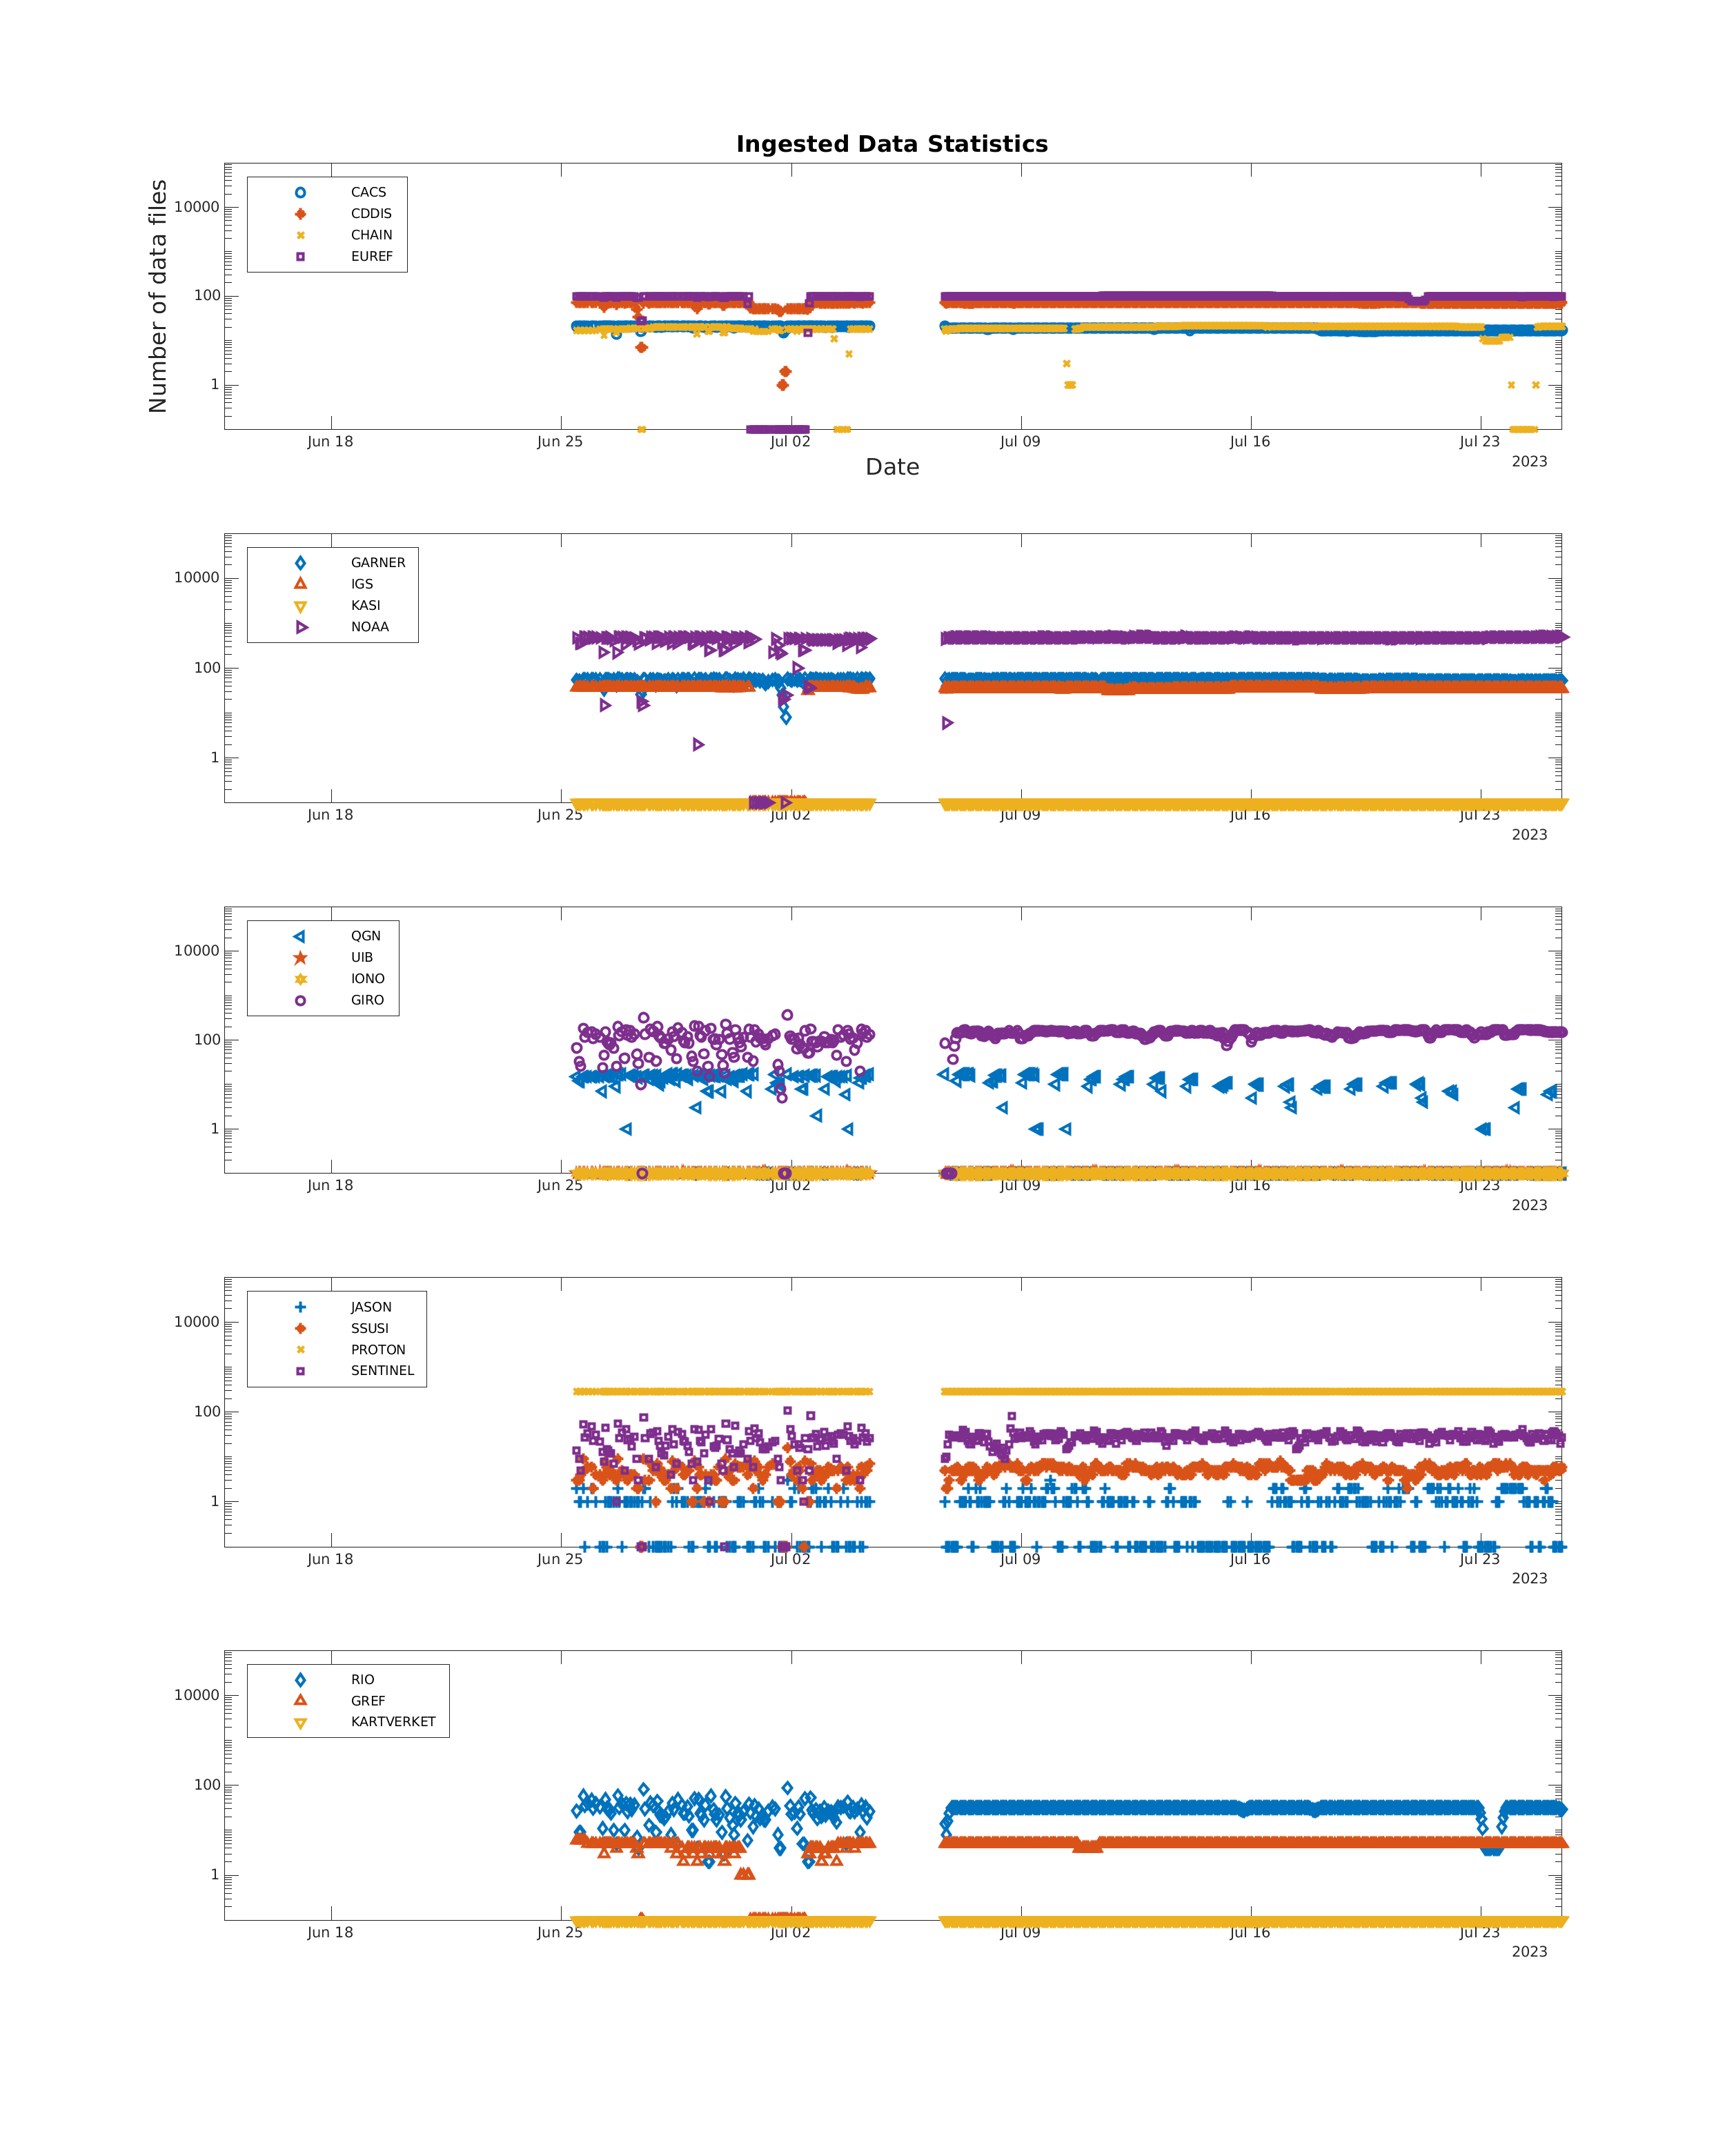 Ingested Data Statistics
Number of data files
CACS
CDDIS
CHAIN
EUREF
10000
100
1
Jun 18 Jun 25 Jul 02 Jul 09 Jul 16 Jul 23
2023
Date
GARNER
IGS
KASI
NOAA
10000
100
1
Jun 18 Jun 25 Jul 02 Jul 09 Jul 16 Jul 23
2023
QGN
UIB
IONO
GIRO
10000
100
1
Jun 18 Jun 25 Jul 02 Jul 09 Jul 16 Jul 23
2023
JASON
SSUSI
PROTON
SENTINEL
10000
100
1
Jun 18 Jun 25 Jul 02 Jul 09 Jul 16 Jul 23
2023
RIO
GREF
KARTVERKET
10000
100
1
Jun 18 Jun 25 Jul 02 Jul 09 Jul 16 Jul 23
2023